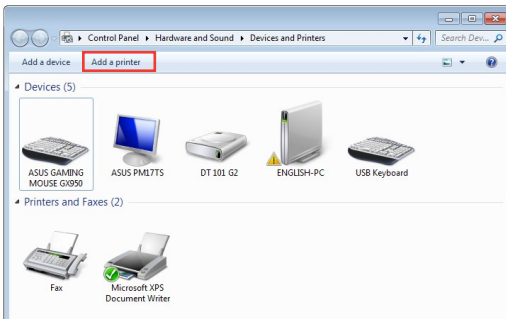 Control Panel ▸ Hardware and Sound ▸ Devices and Printers
Search Dev...
Add a device
Add a printer
Devices (5)
ASUS GAMING
MOUSE GX950
ASUS PM17TS
DT 101 G2
ENGLISH-PC
USB Keyboard
Printers and Faxes (2)
Fax
Microsoft XPS
Document Writer